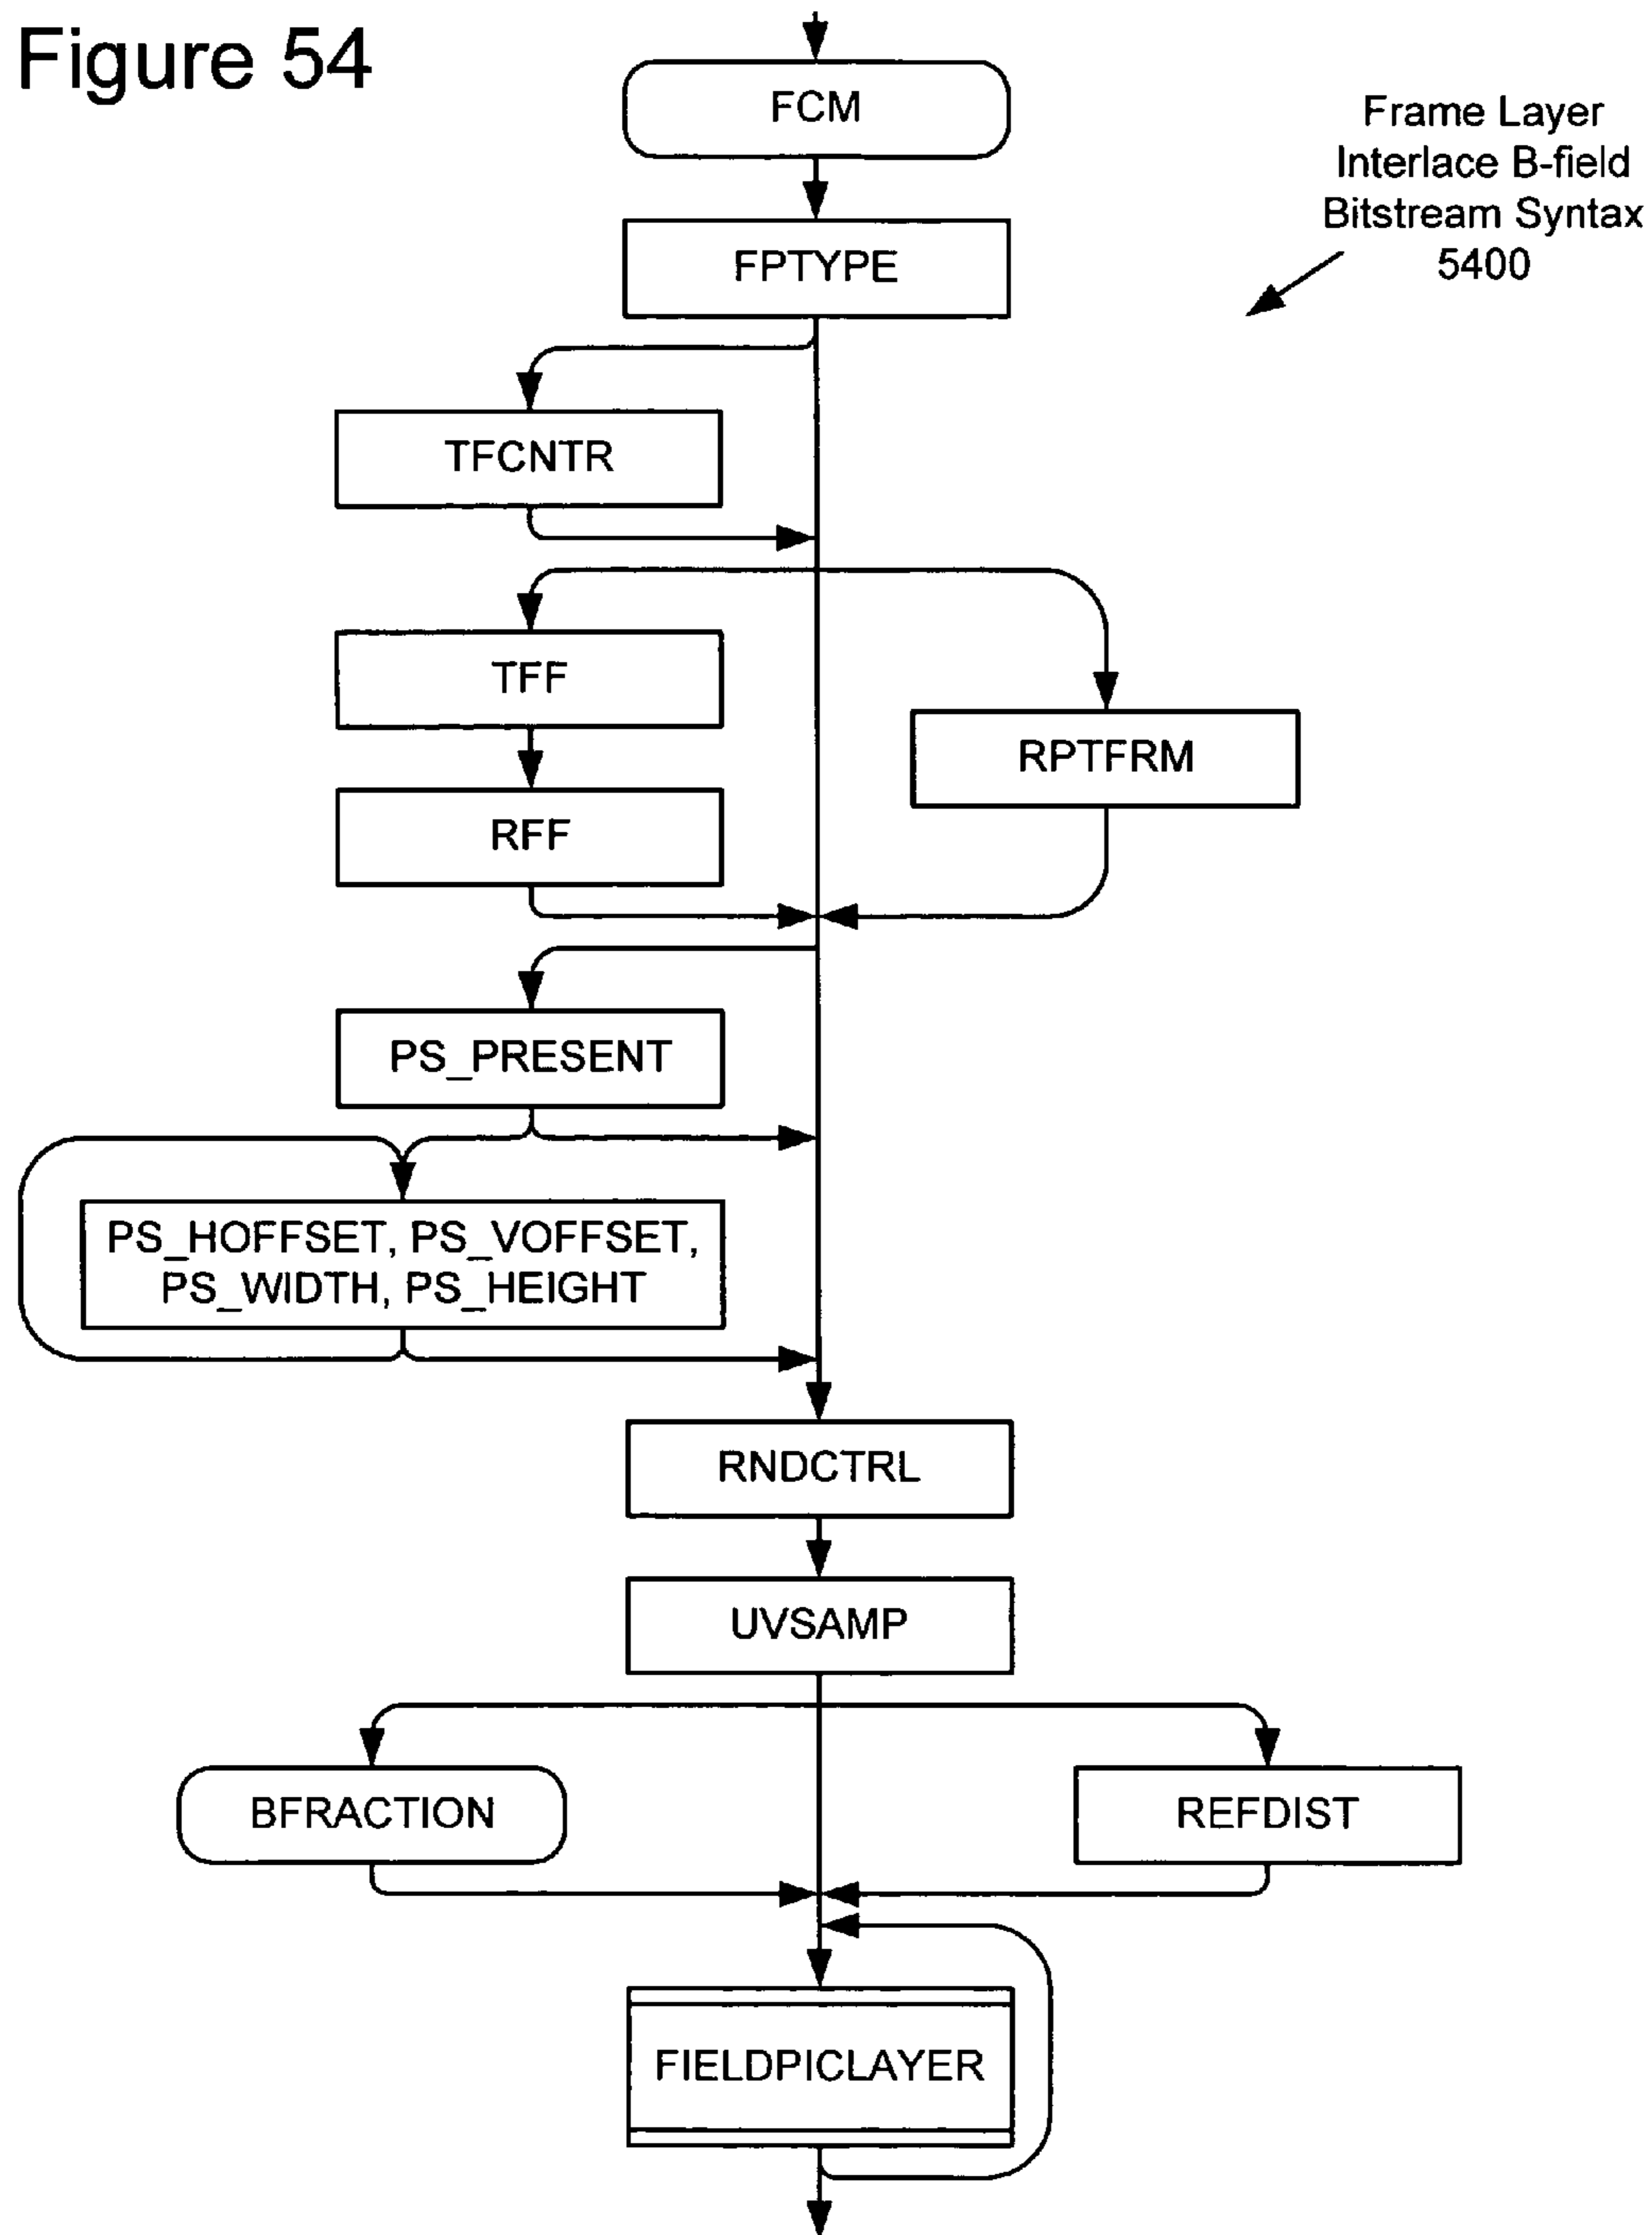 Figure 54
FCM
Frame Layer
Interlace B-field
Bitstream Syntax
5400
FPTYPE
TFCNTR
TFF
RPTFRM
RFF
PS_PRESENT
PS_HOFFSET, PS_VOFFSET,
PS_WIDTH, PS_HEIGHT
RNDCTRL
UVSAMP
BFRACTION
REFDIST
FIELDPICLAYER